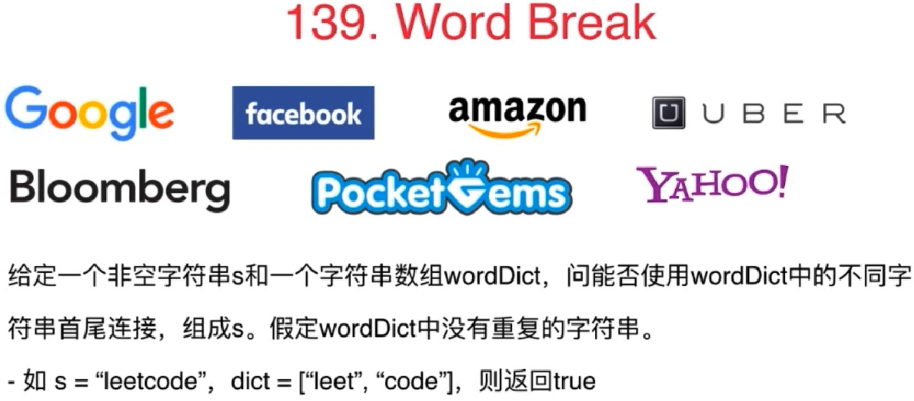 139. Word Break
Google facebook amazon UBER
Bloomberg PocketGems YAHOO!
给定一个非空字符串s和一个字符串数组wordDict，问能否使用wordDict中的不同字
符串首尾连接，组成s。假定wordDict中没有重复的字符串。
- 如 s = “leetcode”，dict = [“leet”, “code”]，则返回true